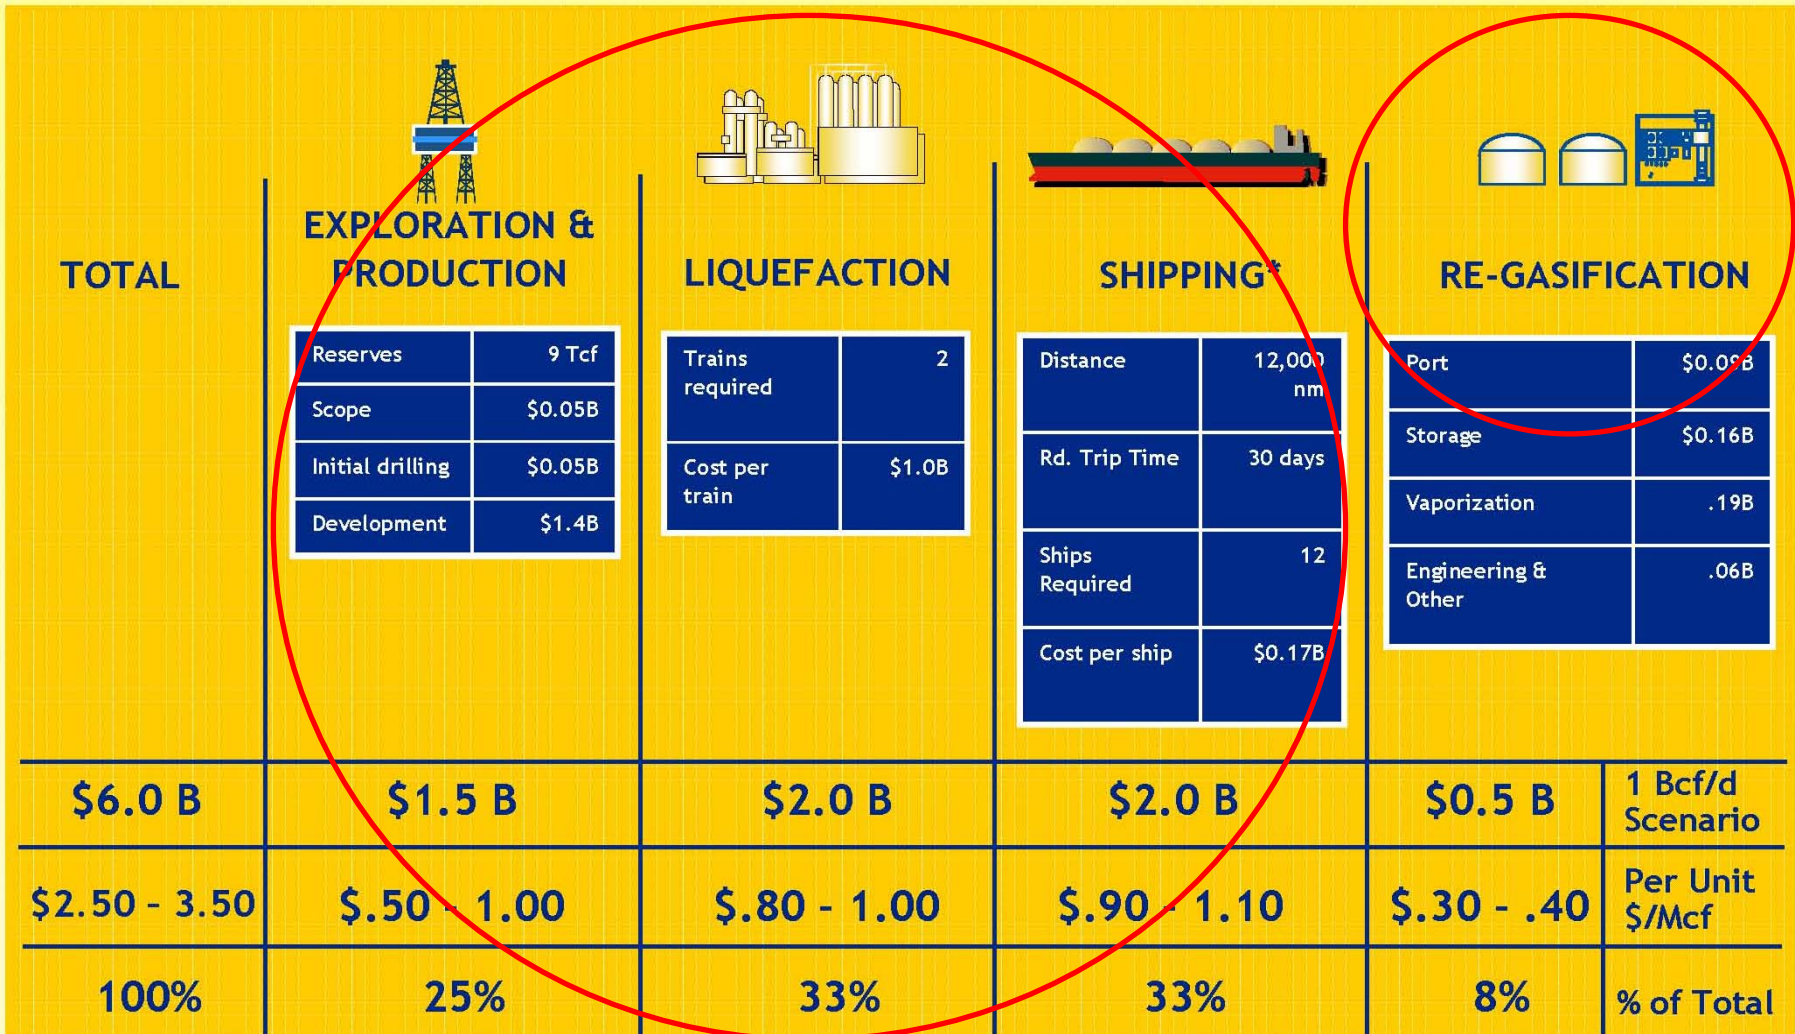 TOTAL
EXPLORATION &
PRODUCTION
LIQUEFACTION
SHIPPING*
RE-GASIFICATION
Reserves 9 Tcf
Scope $0.05B
Initial drilling $0.05B
Development $1.4B
Trains 2
required
Cost per $1.0B
train
Distance 12,000
nm
Rd. Trip Time 30 days
Ships 12
Required
Cost per ship $0.17B
Port $0.09B
Storage $0.16B
Vaporization .19B
Engineering & .06B
Other
$6.0 B $1.5 B $2.0 B $2.0 B $0.5 B 1 Bcf/d
Scenario
$2.50 - 3.50 $.50 - 1.00 $.80 - 1.00 $.90 - 1.10 $.30 - .40 Per Unit
$/Mcf
100% 25% 33% 33% 8% % of Total